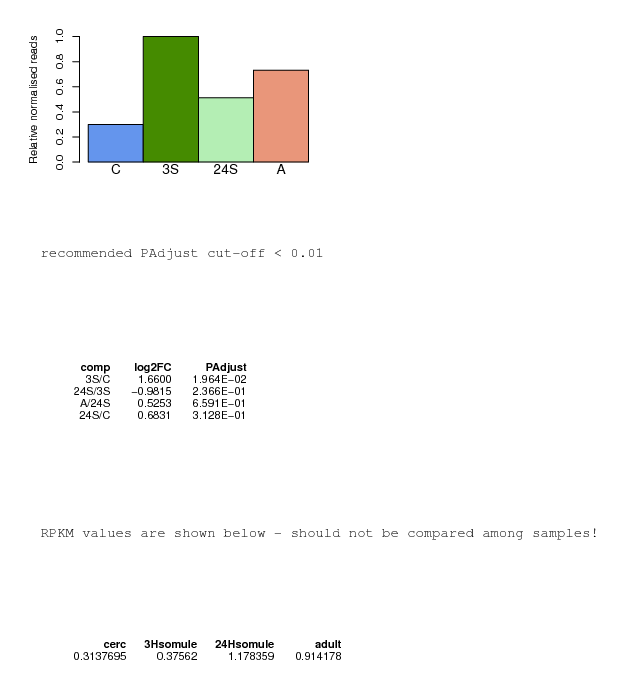 Relative normalised reads
1.0
0.8
0.6
0.4
0.2
0.0
C 3S 24S A
recommended PAdjust cut-off < 0.01
comp log2FC PAdjust
3S/C 1.6600 1.964E-02
24S/3S -0.9815 2.366E-01
A/24S 0.5253 6.591E-01
24S/C 0.6831 3.128E-01
RPKM values are shown below - should not be compared among samples!
cerc 3Hsomule 24Hsomule adult
0.3137695 0.37562 1.178359 0.914178